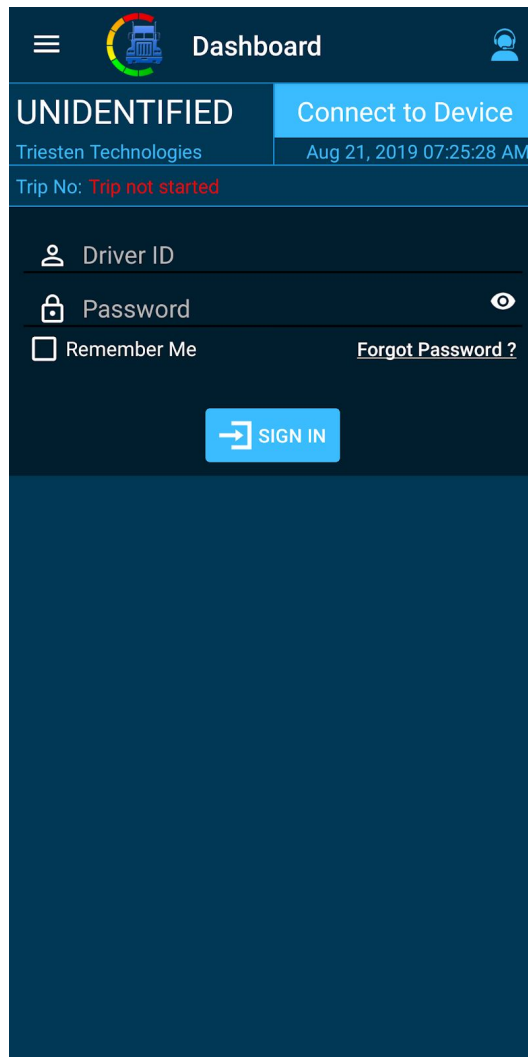 Dashboard
UNIDENTIFIED
Connect to Device
Triesten Technologies
Aug 21, 2019 07:25:28 AM
Trip No: Trip not started
Driver ID
Password
Remember Me
Forgot Password ?
SIGN IN